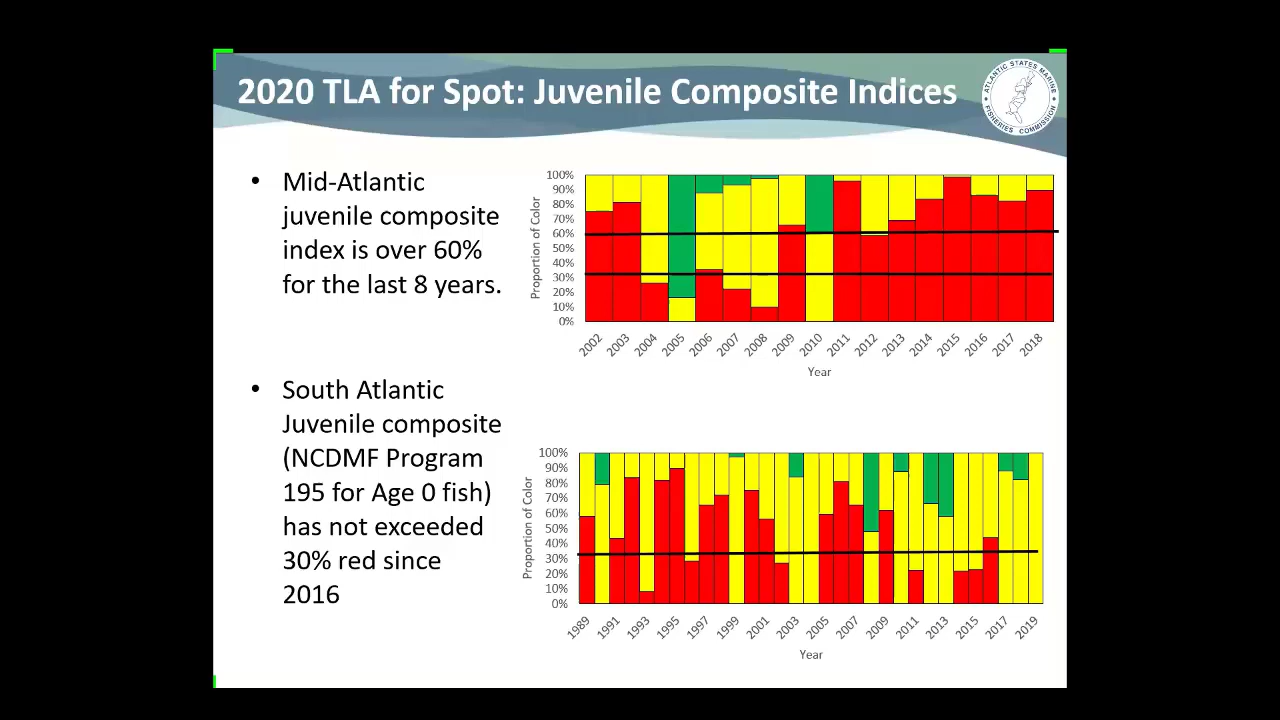 2020 TLA for Spot: Juvenile Composite Indices
ATLANTIC STATES MARINE
FISHERIES COMMISSION
• Mid-Atlantic
juvenile composite
index is over 60%
for the last 8 years.
100%
90%
80%
70%
60%
50%
40%
30%
20%
10%
0%
Proportion of Color
2002 2003 2004 2005 2006 2007 2008 2009 2010 2011 2012 2013 2014 2015 2016 2017 2018
Year
• South Atlantic
Juvenile composite
(NCDMF Program
195 for Age 0 fish)
has not exceeded
30% red since
2016
100%
90%
80%
70%
60%
50%
40%
30%
20%
10%
0%
Proportion of Color
1989 1991 1993 1995 1997 1999 2001 2003 2005 2007 2009 2011 2013 2015 2017 2019
Year